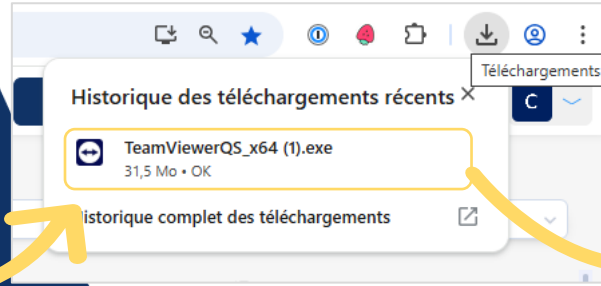 Téléchargements
Historique des téléchargements récents
C
TeamViewerQS_x64 (1).exe
31,5 Mo • OK
Historique complet des téléchargements